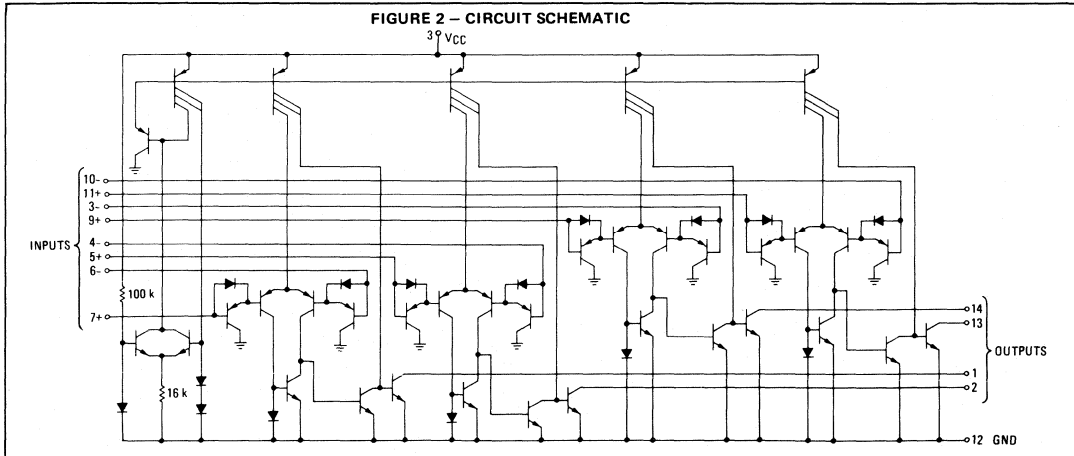 FIGURE 2 – CIRCUIT SCHEMATIC
3 VCC
10-
11+
3-
9+
INPUTS
4-
5+
6-
100 k
7+
14
13
OUTPUTS
1
2
16 k
12 GND